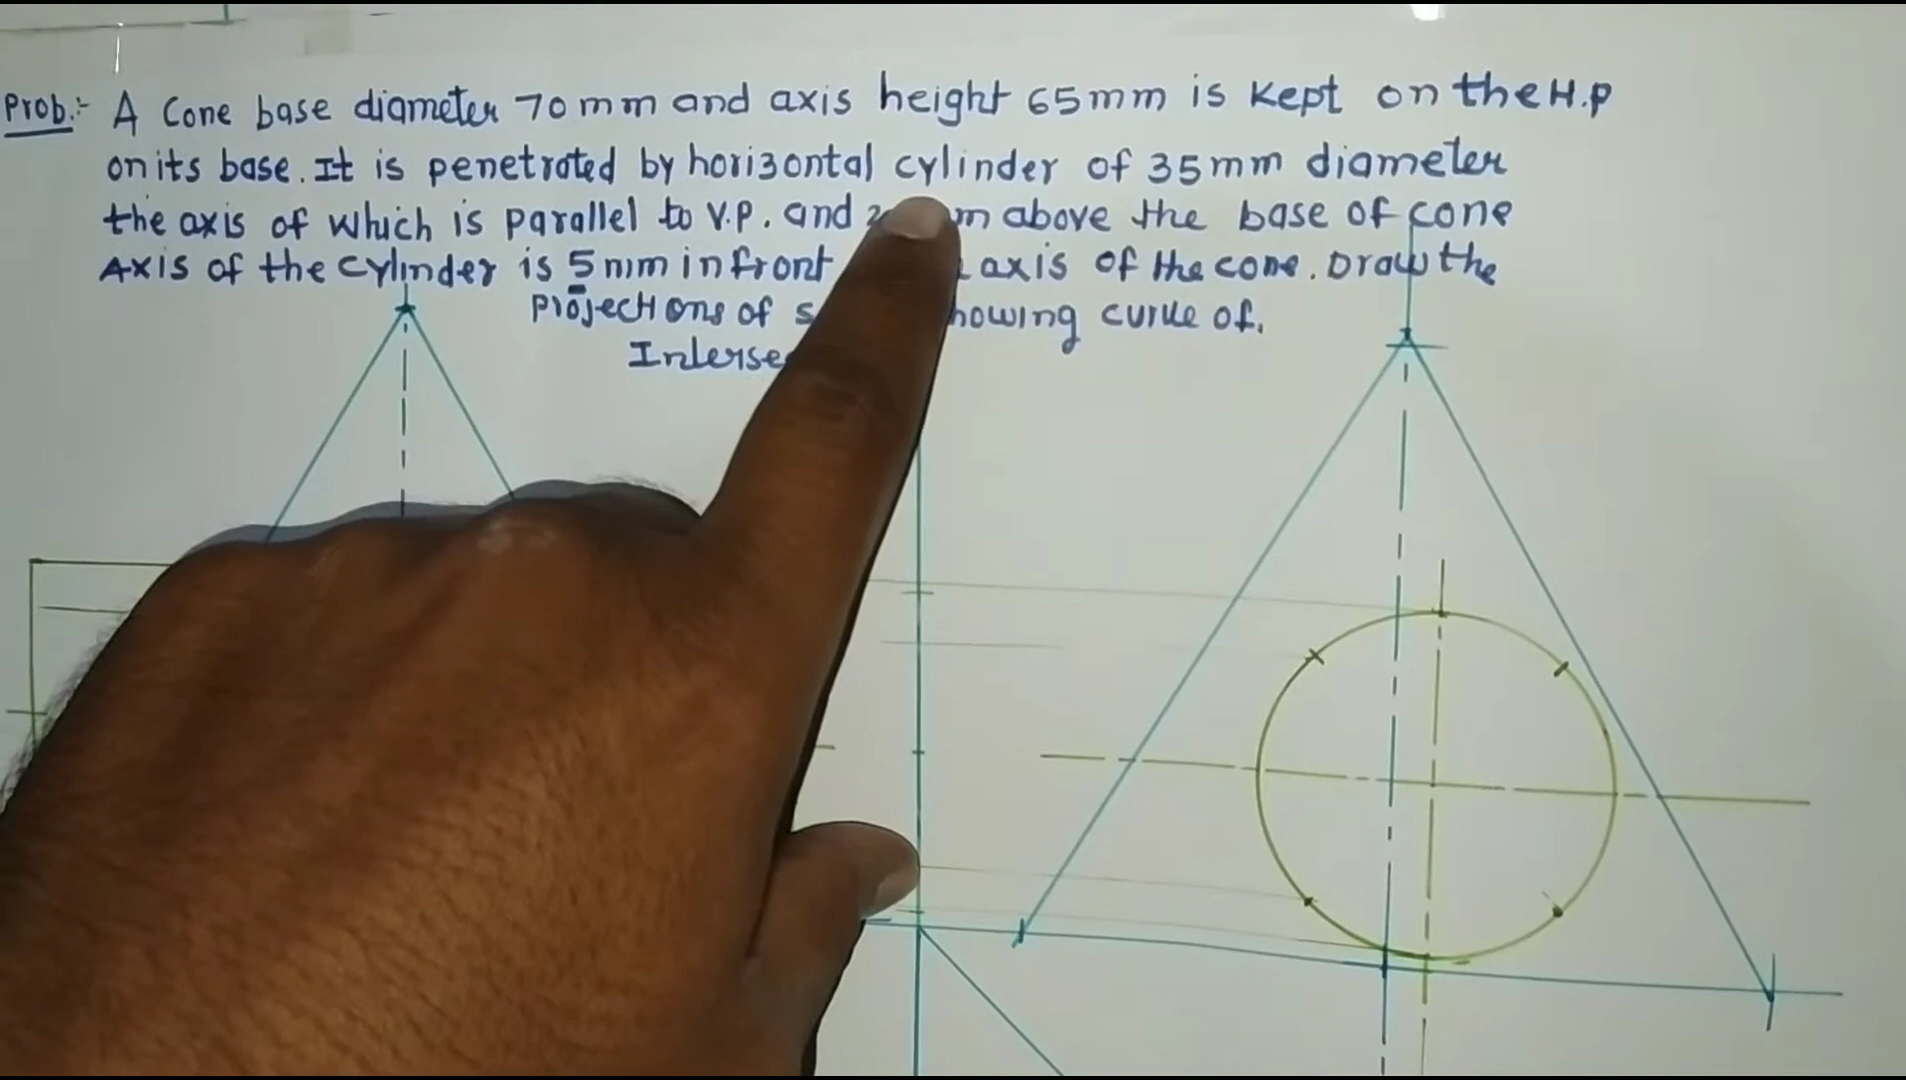 Prob:- A Cone base diameter 70mm and axis height 65mm is kept on the H.P
on its base. It is penetrated by horizontal cylinder of 35mm diameter
the axis of which is parallel to V.P. and above the base of cone
Axis of the cylinder is 5mm infront axis of the cone. Draw the
Projections of curve of.